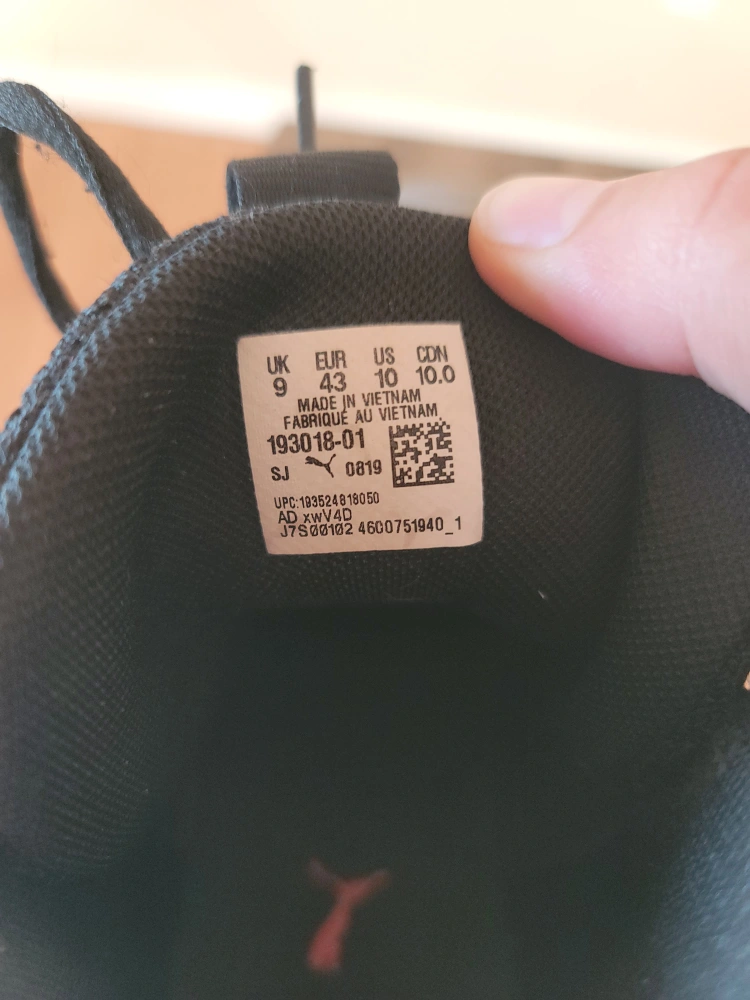 UK EUR US CDN
9 43 10 10.0
MADE IN VIETNAM
FABRIQUÉ AU VIETNAM
193018-01
SJ 0819
UPC:193524818050
AD xwV4D
J7S00102 4600751940_1